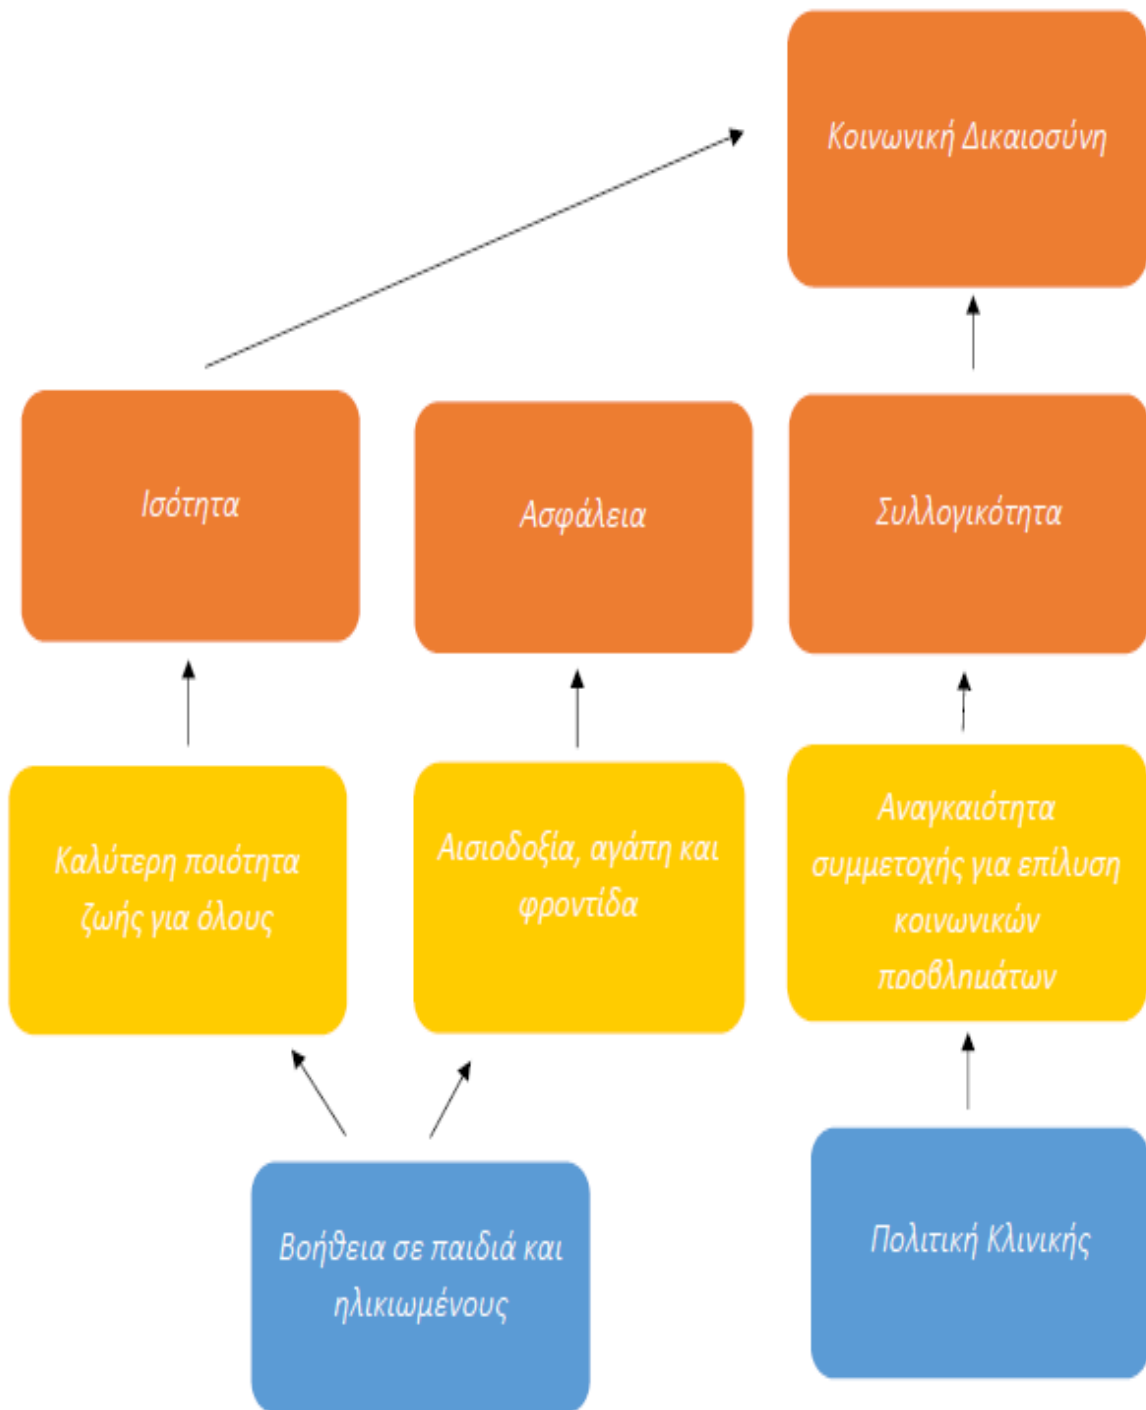 Κοινωνική Δικαιοσύνη
Ισότητα
Ασφάλεια
Συλλογικότητα
Καλύτερη ποιότητα
ζωής για όλους
Αισιοδοξία, αγάπη και
φροντίδα
Αναγκαιότητα
συμμετοχής για επίλυση
κοινωνικών
προβλημάτων
Βοήθεια σε παιδιά και
ηλικιωμένους
Πολιτική Κλινικής